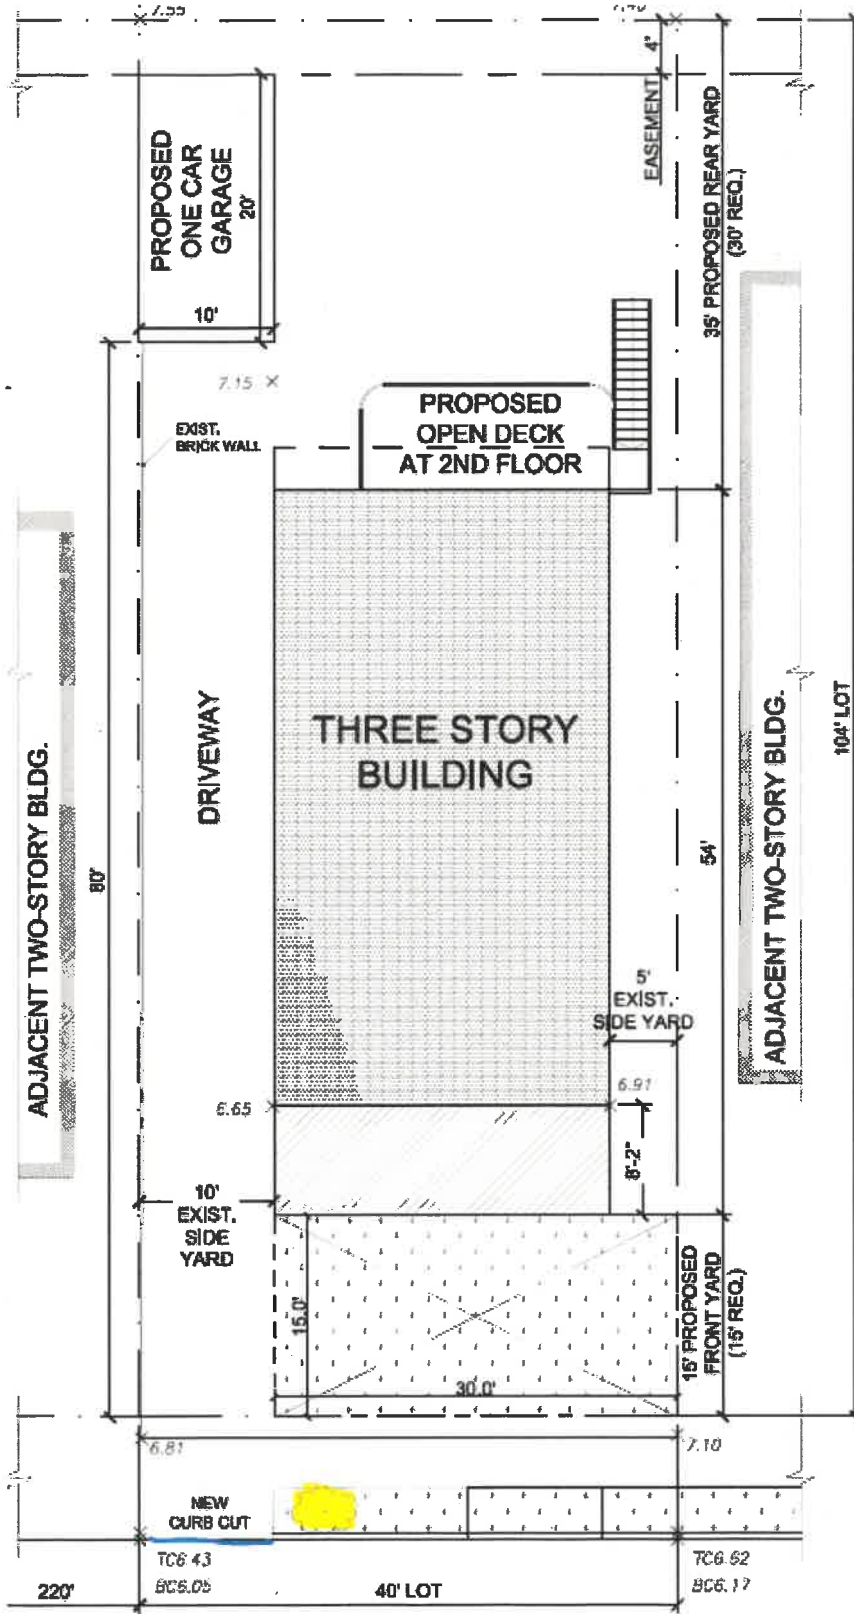 7.55
4'
EASEMENT
35' PROPOSED REAR YARD
(30' REQ.)
PROPOSED
ONE CAR
GARAGE
20'
10'
7.15
EXIST.
BRICK WALL
PROPOSED
OPEN DECK
AT 2ND FLOOR
ADJACENT TWO-STORY BLDG.
80'
DRIVEWAY
THREE STORY
BUILDING
54'
ADJACENT TWO-STORY BLDG.
104' LOT
5'
EXIST.
SIDE YARD
6.65
6.91
8'-2"
10'
EXIST.
SIDE
YARD
15.0'
30.0'
15' PROPOSED
FRONT YARD
(15' REQ.)
6.81
7.10
NEW
CURB CUT
TC6.43
BC6.05
TC6.62
BC6.17
220'
40' LOT